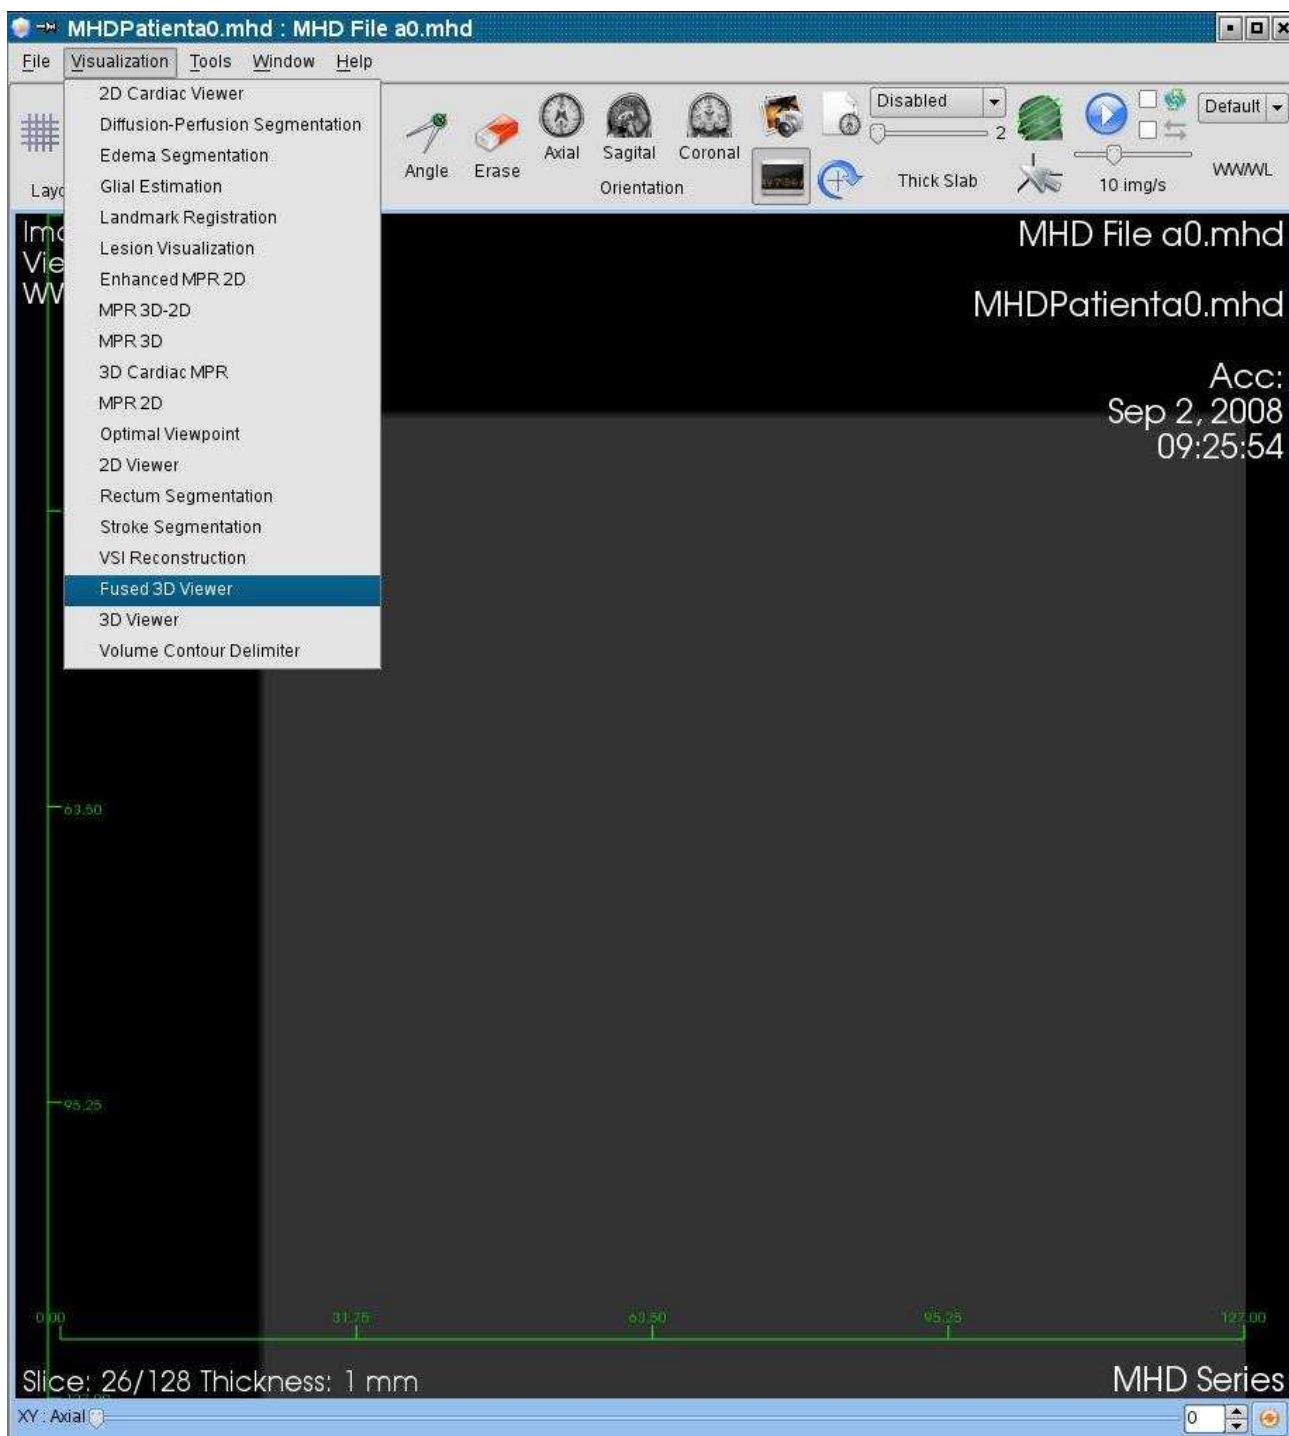 MHDPatienta0.mhd : MHD File a0.mhd
File Visualization Tools Window Help
2D Cardiac Viewer
Diffusion-Perfusion Segmentation
Edema Segmentation
Glial Estimation
Landmark Registration
Lesion Visualization
Enhanced MPR 2D
MPR 3D-2D
MPR 3D
3D Cardiac MPR
MPR 2D
Optimal Viewpoint
2D Viewer
Rectum Segmentation
Stroke Segmentation
VSI Reconstruction
Fused 3D Viewer
3D Viewer
Volume Contour Delimiter
Angle Erase
Axial Sagital Coronal
Orientation
Disabled
2
Thick Slab
10 img/s
Default
WW/WL
MHD File a0.mhd
MHDPatienta0.mhd
Acc:
Sep 2, 2008
09:25:54
63.50
95.25
0.00 31.75 63.50 95.25 127.00
Slice: 26/128 Thickness: 1 mm
MHD Series
XY : Axial
0